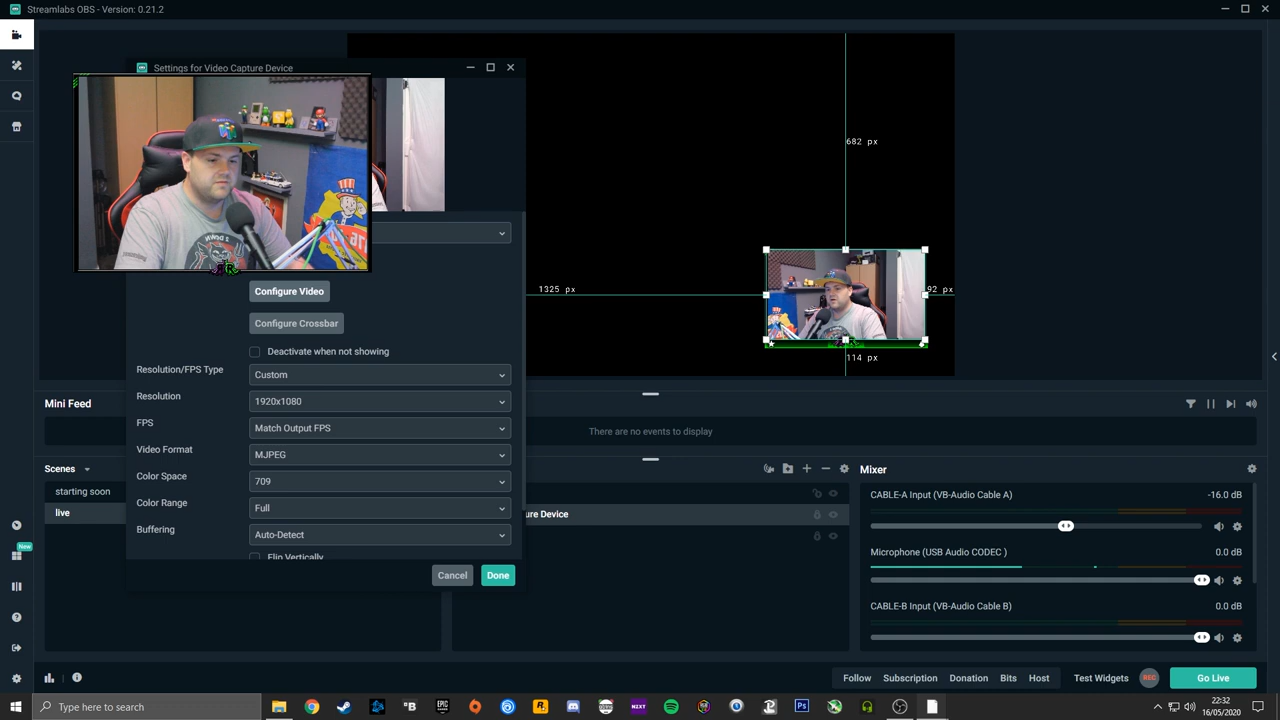 Streamlabs OBS - Version: 0.21.2
Settings for Video Capture Device
682 px
1325 px
92 px
114 px
Configure Video
Configure Crossbar
Deactivate when not showing
Resolution/FPS Type
Custom
Resolution
1920x1080
FPS
Match Output FPS
Video Format
MJPEG
Color Space
709
Color Range
Full
Buffering
Auto-Detect
Flip Vertically
Cancel
Done
Mini Feed
There are no events to display
Scenes
starting soon
live
ure Device
Mixer
CABLE-A Input (VB-Audio Cable A)
-16.0 dB
Microphone (USB Audio CODEC )
0.0 dB
CABLE-B Input (VB-Audio Cable B)
0.0 dB
New
Follow
Subscription
Donation
Bits
Host
Test Widgets
REC
Go Live
Type here to search
EPIC
NZXT
Ps
22:32
16/05/2020